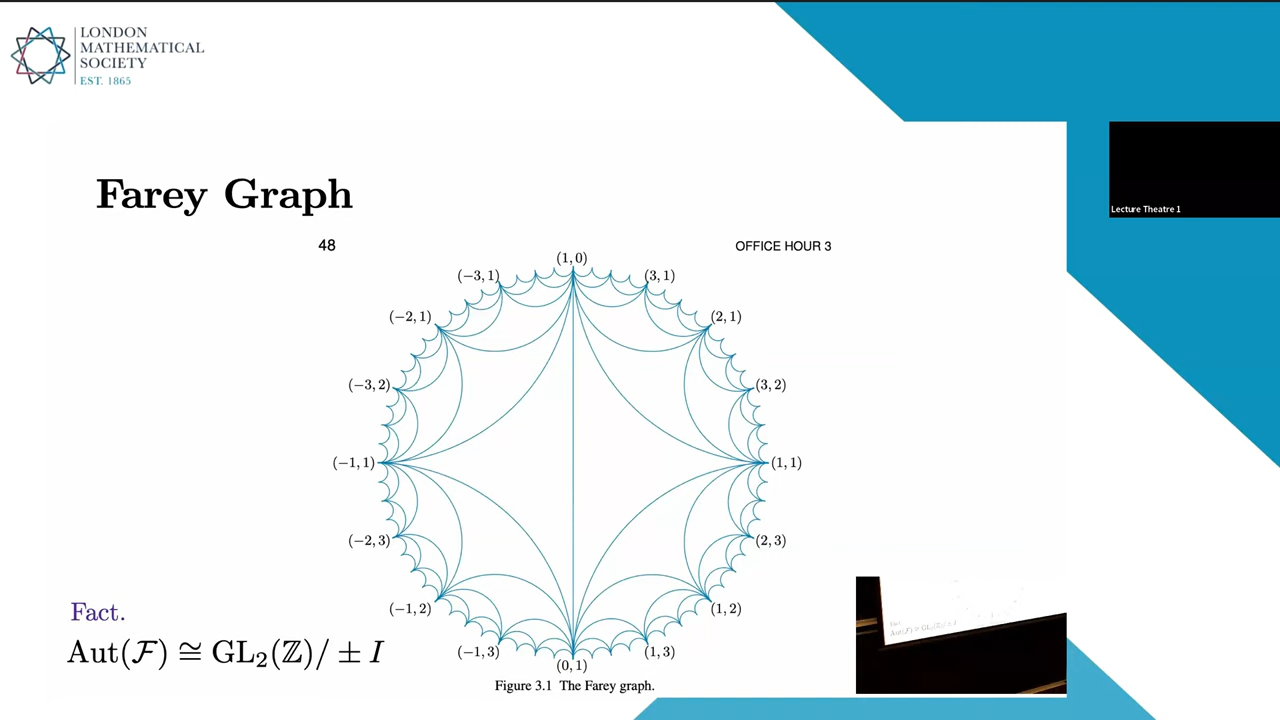 LONDON
MATHEMATICAL
SOCIETY
EST. 1865
Lecture Theatre 1
Farey Graph
48
OFFICE HOUR 3
(1, 0)
(−3, 1)
(3, 1)
(−2, 1)
(2, 1)
(−3, 2)
(3, 2)
(−1, 1)
(1, 1)
(−2, 3)
(2, 3)
(−1, 2)
(1, 2)
(−1, 3)
(1, 3)
(0, 1)
Fact.
Aut(ℱ) ≅ GL₂(ℤ)/ ± I
Figure 3.1 The Farey graph.